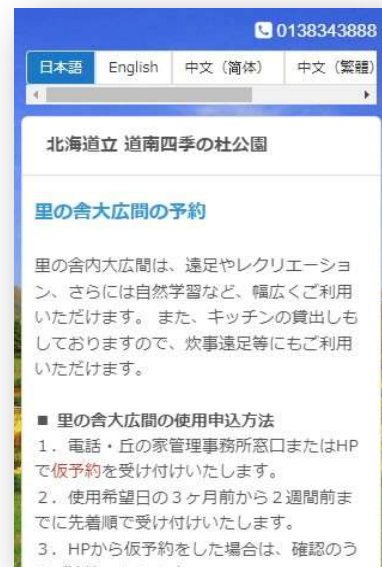 0138343888
日本語 English 中文（简体） 中文（繁體）
北海道立 道南四季の杜公園
里の舎大広間の予約
里の舎内大広間は、遠足やレクリエーショ
ン、さらには自然学習など、幅広くご利用
いただけます。 また、キッチンの貸出しも
しておりますので、炊事遠足等にもご利用
いただけます。
■ 里の舎大広間の使用申込方法
1．電話・丘の家管理事務所窓口またはHP
で仮予約を受け付けいたします。
2．使用希望日の３ヶ月前から２週間前ま
でに先着順で受け付けいたします。
3．HPから仮予約をした場合は、確認のう